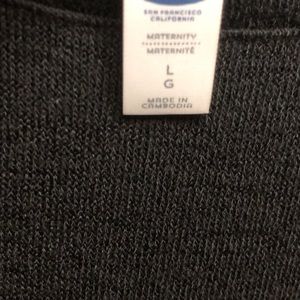 SAN FRANCISCO
CALIFORNIA
MATERNITY
MATERNITÉ
L
G
MADE IN
CAMBODIA